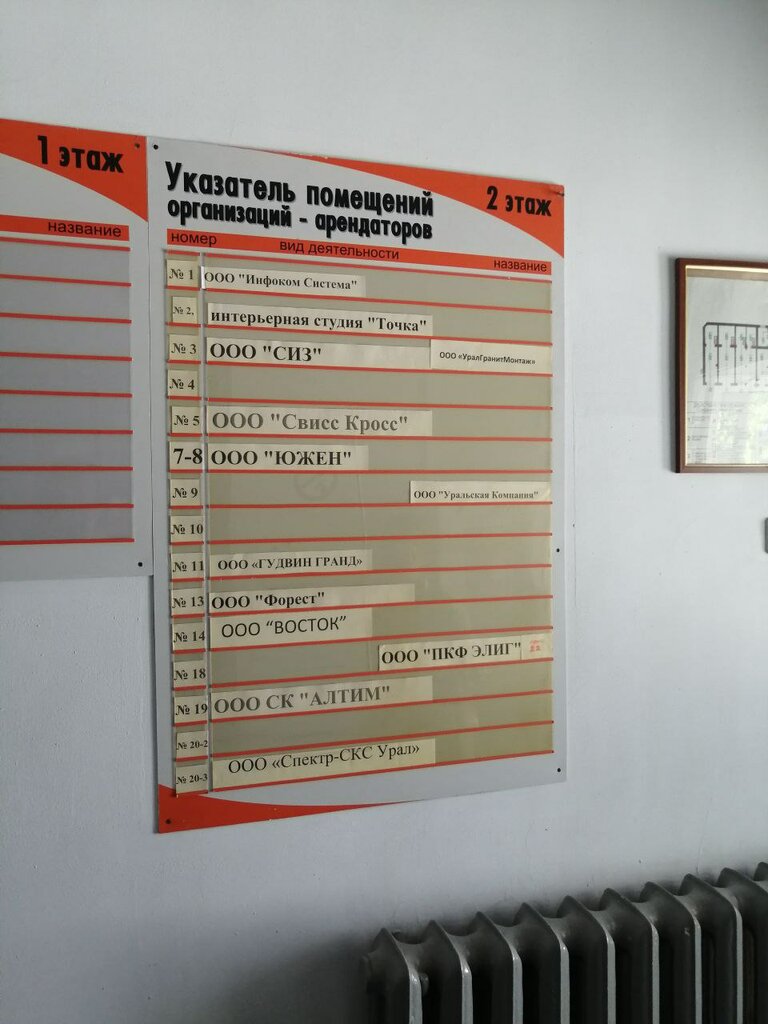 1 этаж
название
Указатель помещений
организаций - арендаторов
2 этаж
номер вид деятельности название
№ 1 ООО "Инфоком Система"
№ 2, интерьерная студия "Точка"
№ 3 ООО "СИЗ" ООО «УралГранитМонтаж»
№ 4
№ 5 ООО "Свисс Кросс"
7-8 ООО "ЮЖЕН"
№ 9 ООО "Уральская Компания"
№ 10
№ 11 ООО «ГУДВИН ГРАНД»
№ 13 ООО "Форест"
№ 14 ООО “ВОСТОК”
№ 18 ООО "ПКФ ЭЛИГ"
№ 19 ООО СК "АЛТИМ"
№ 20-2
№ 20-3 ООО «Спектр-СКС Урал»